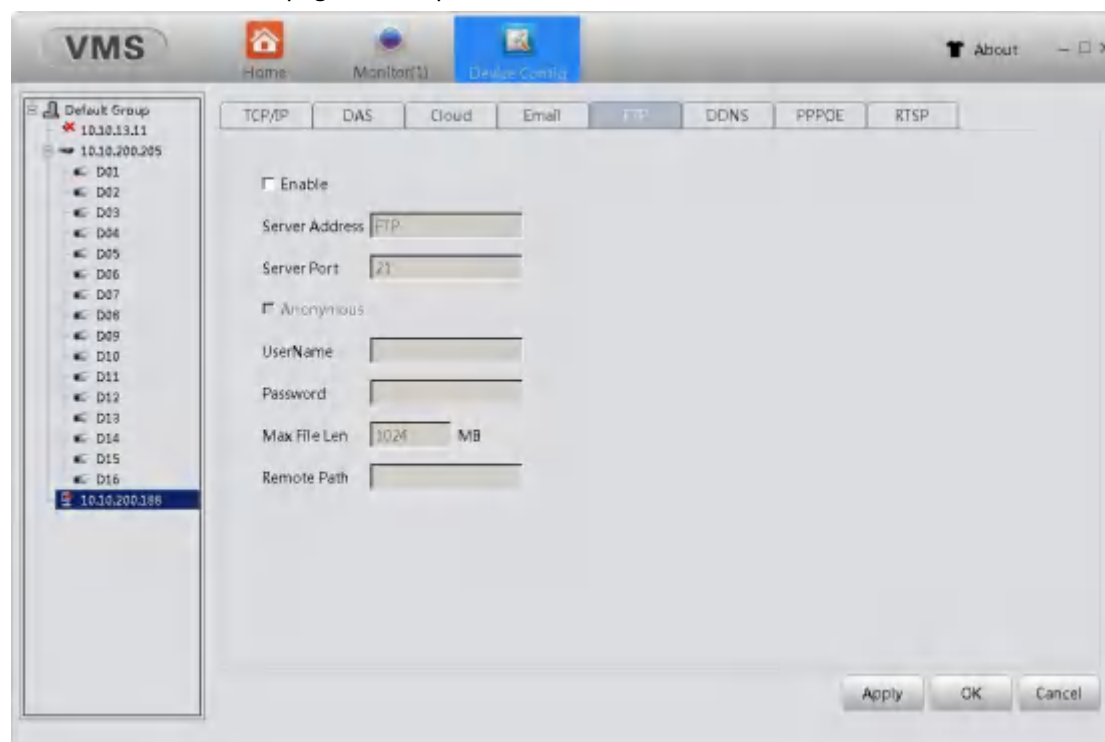 VMS
Home
Monitor(1)
Device Config
About
Default Group
10.10.13.11
10.10.200.205
D01
D02
D03
D04
D05
D06
D07
D08
D09
D10
D11
D12
D13
D14
D15
D16
10.10.200.188
TCP/IP DAS Cloud Email FTP DDNS PPPOE RTSP
Enable
Server Address FTP
Server Port 21
Anonymous
UserName
Password
Max File Len 1024 MB
Remote Path
Apply OK Cancel